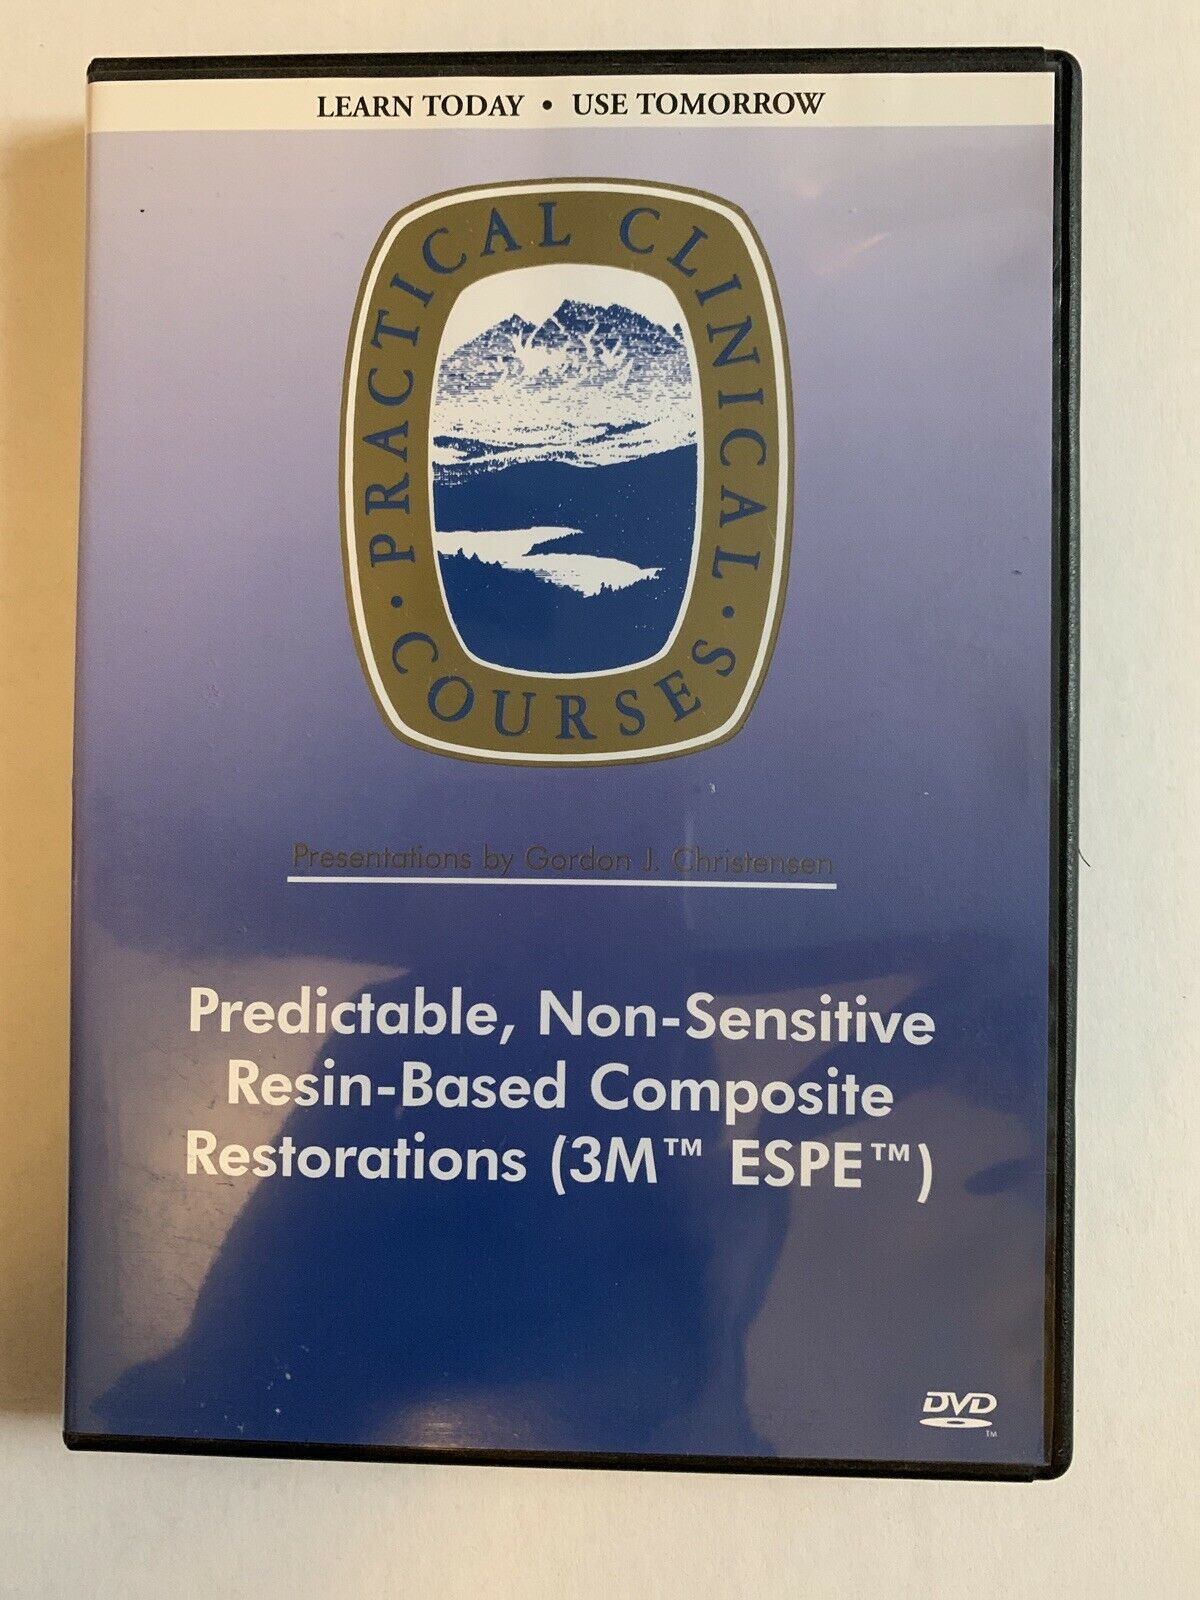 LEARN TODAY • USE TOMORROW
PRACTICAL CLINICAL
• COURSES •
Presentations by Gordon J. Christensen
Predictable, Non-Sensitive
Resin-Based Composite
Restorations (3M™ ESPE™)
DVD
TM